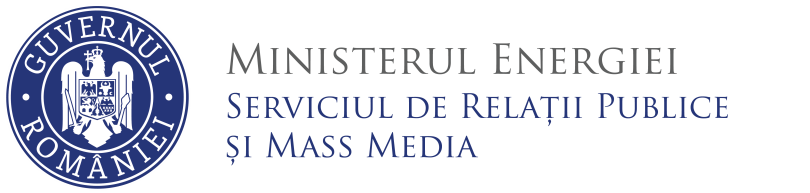 GUVERNUL
ROMÂNIEI
MINISTERUL ENERGIEI
SERVICIUL DE RELAȚII PUBLICE
ȘI MASS MEDIA